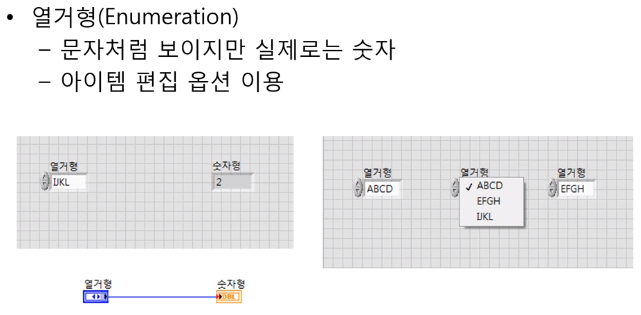 • 열거형(Enumeration)
– 문자처럼 보이지만 실제로는 숫자
– 아이템 편집 옵션 이용
열거형 숫자형
IJKL 2
열거형 열거형 열거형
ABCD ✓ ABCD EFGH
EFGH
IJKL
열거형 숫자형
DBL